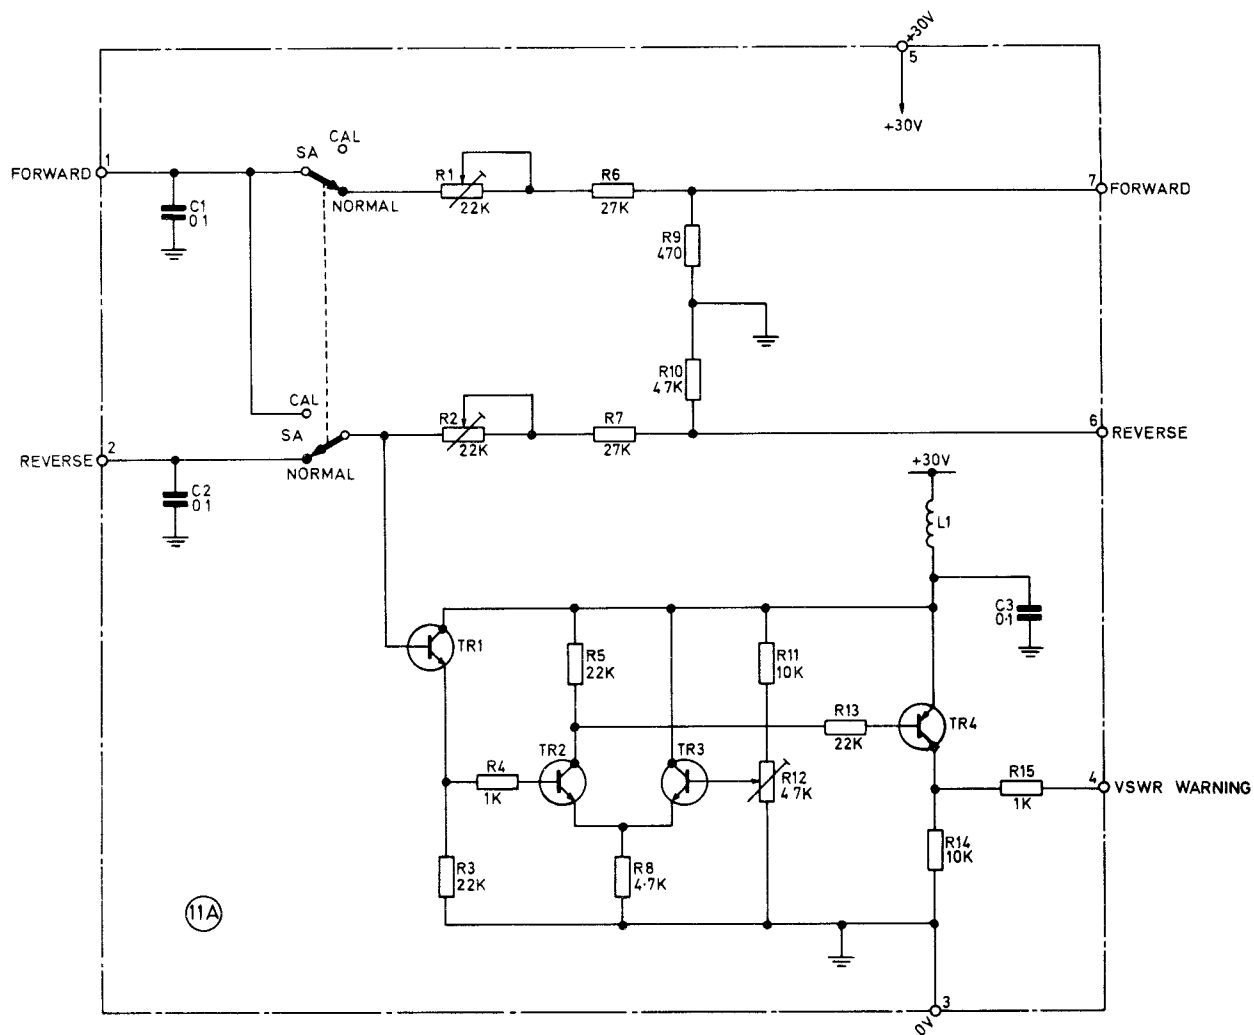 +30V
5
+30V
CAL
SA
FORWARD
1
NORMAL
R1
22K
R6
27K
7
FORWARD
C1
0 1
R9
470
R10
4 7K
CAL
SA
R2
22K
R7
27K
6
REVERSE
REVERSE
2
NORMAL
C2
0 1
+30V
L1
C3
0·1
TR1
R5
22K
R11
10K
R13
22K
TR4
TR2
TR3
R4
1K
R12
4 7K
R15
1K
4
VSWR WARNING
R3
22K
R8
4·7K
R14
10K
11A
3
0V